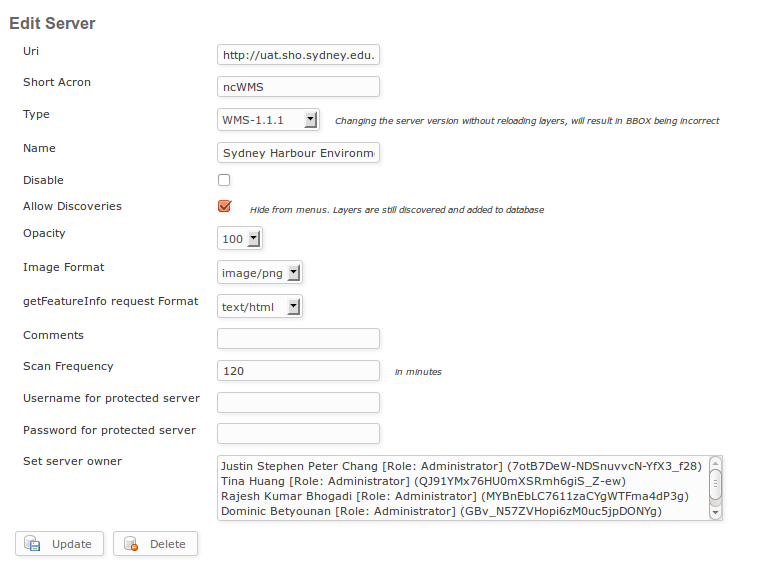 Edit Server
Uri http://uat.sho.sydney.edu.
Short Acron ncWMS
Type WMS-1.1.1 Changing the server version without reloading layers, will result in BBOX being incorrect
Name Sydney Harbour Environme
Disable
Allow Discoveries Hide from menus. Layers are still discovered and added to database
Opacity 100
Image Format image/png
getFeatureInfo request Format text/html
Comments
Scan Frequency 120 in minutes
Username for protected server
Password for protected server
Set server owner Justin Stephen Peter Chang [Role: Administrator] (7otB7DeW-NDSnuvvcN-YfX3_f28)
Tina Huang [Role: Administrator] (QJ91YMx76HU0mXSRmh6giS_Z-ew)
Rajesh Kumar Bhogadi [Role: Administrator] (MYBnEbLC7611zaCYgWTFma4dP3g)
Dominic Betyounan [Role: Administrator] (GBv_N57ZVHopi6zM0uc5jpDONYg)
Update Delete